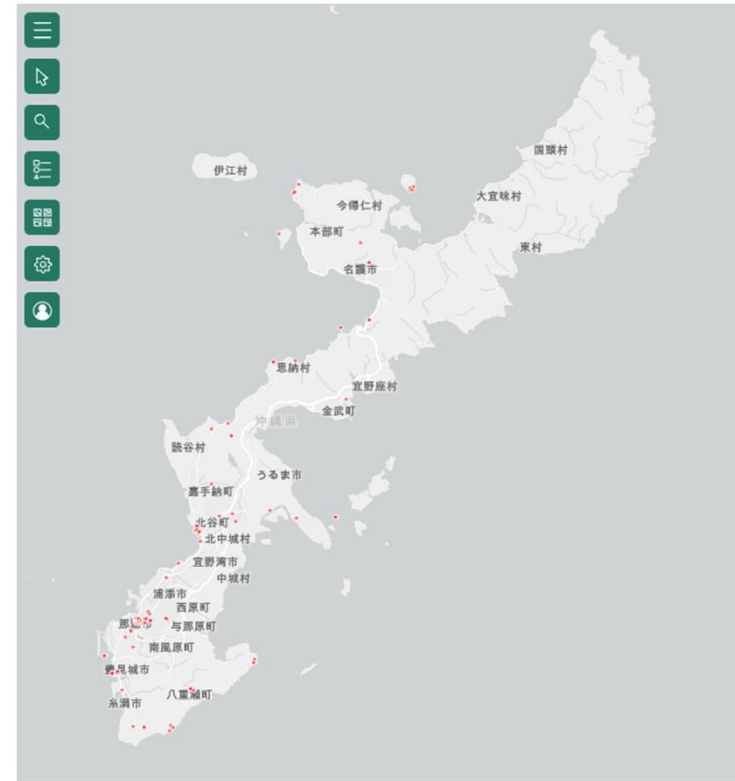 国頭村
伊江村
大宜味村
今帰仁村
本部町
東村
名護市
恩納村
宜野座村
金武町
沖縄県
読谷村
うるま市
嘉手納町
北谷町
北中城村
宜野湾市
中城村
浦添市
西原町
那覇市
与那原町
南風原町
豊見城市
八重瀬町
糸満市